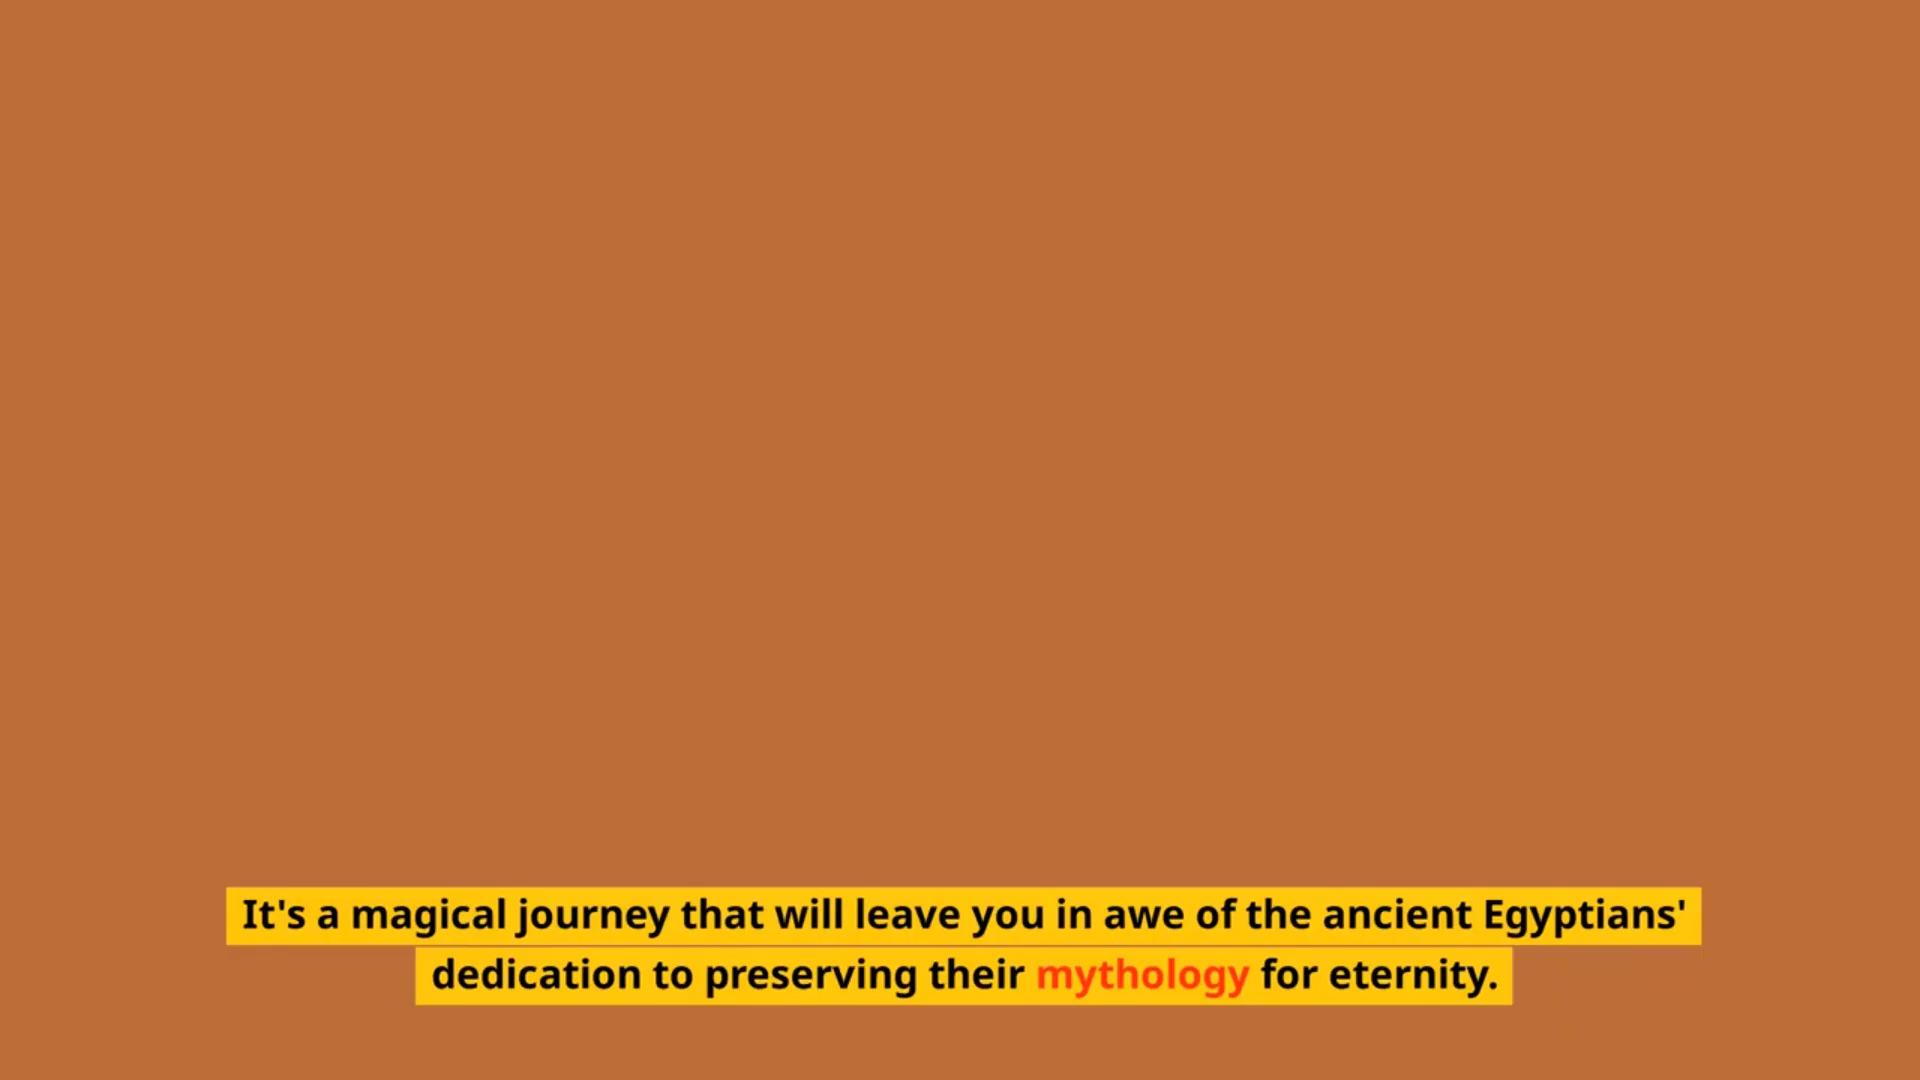 It's a magical journey that will leave you in awe of the ancient Egyptians'
dedication to preserving their mythology for eternity.